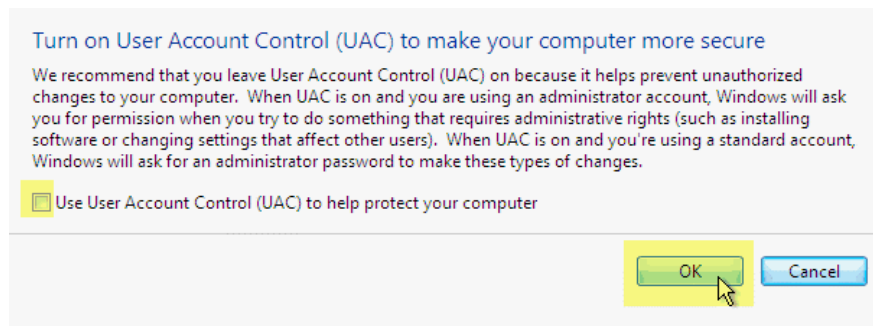 Turn on User Account Control (UAC) to make your computer more secure
We recommend that you leave User Account Control (UAC) on because it helps prevent unauthorized
changes to your computer.  When UAC is on and you are using an administrator account, Windows will ask
you for permission when you try to do something that requires administrative rights (such as installing
software or changing settings that affect other users).  When UAC is on and you're using a standard account,
Windows will ask for an administrator password to make these types of changes.
Use User Account Control (UAC) to help protect your computer
OK Cancel